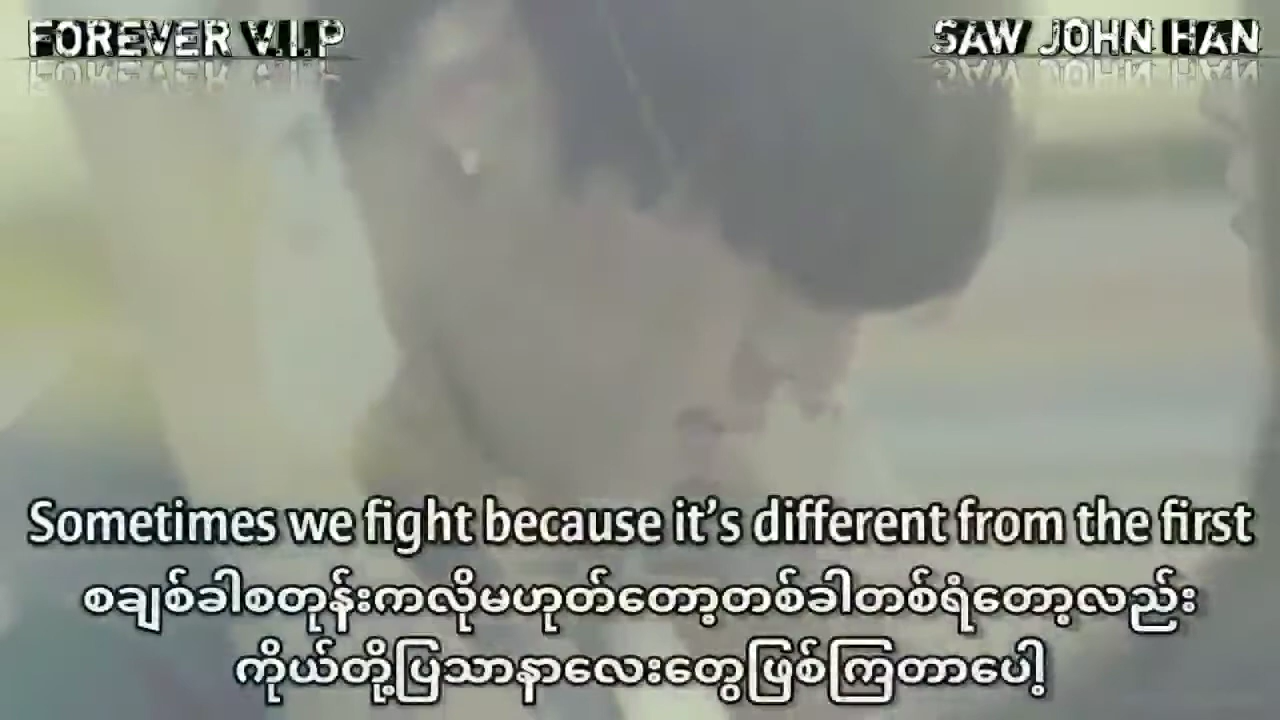 FOREVER V.I.P
SAW JOHN HAN
Sometimes we fight because it's different from the first
စချစ်ခါစတုန်းကလိုမဟုတ်တော့တစ်ခါတစ်ရံတော့လည်း
ကိုယ်တို့ပြသာနာလေးတွေဖြစ်ကြတာပေါ့